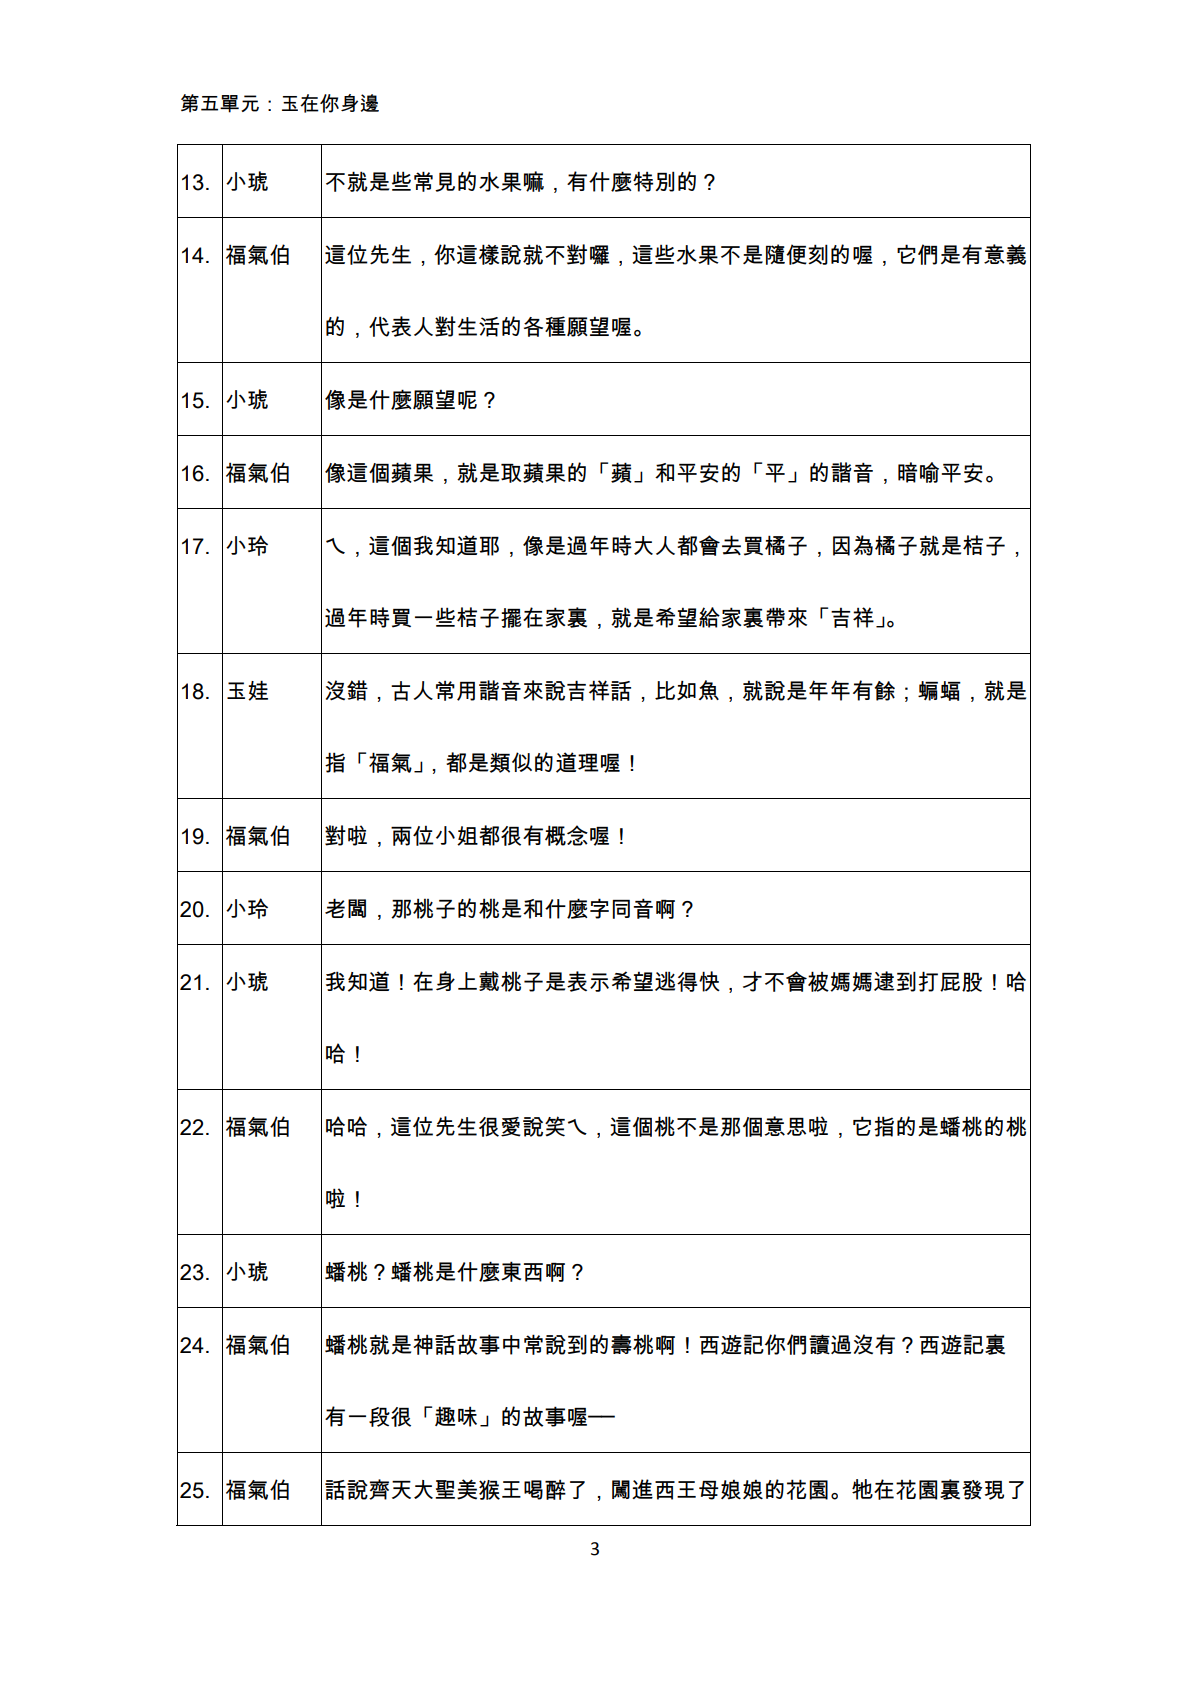 第五單元：玉在你身邊
13. 小琥 不就是些常見的水果嘛，有什麼特別的？
14. 福氣伯 這位先生，你這樣說就不對囉，這些水果不是隨便刻的喔，它們是有意義
的，代表人對生活的各種願望喔。
15. 小琥 像是什麼願望呢？
16. 福氣伯 像這個蘋果，就是取蘋果的「蘋」和平安的「平」的諧音，暗喻平安。
17. 小玲 ㄟ，這個我知道耶，像是過年時大人都會去買橘子，因為橘子就是桔子，
過年時買一些桔子擺在家裏，就是希望給家裏帶來「吉祥」。
18. 玉娃 沒錯，古人常用諧音來說吉祥話，比如魚，就說是年年有餘；蝙蝠，就是
指「福氣」，都是類似的道理喔！
19. 福氣伯 對啦，兩位小姐都很有概念喔！
20. 小玲 老闆，那桃子的桃是和什麼字同音啊？
21. 小琥 我知道！在身上戴桃子是表示希望逃得快，才不會被媽媽逮到打屁股！哈
哈！
22. 福氣伯 哈哈，這位先生很愛說笑ㄟ，這個桃不是那個意思啦，它指的是蟠桃的桃
啦！
23. 小琥 蟠桃？蟠桃是什麼東西啊？
24. 福氣伯 蟠桃就是神話故事中常說到的壽桃啊！西遊記你們讀過沒有？西遊記裏
有一段很「趣味」的故事喔──
25. 福氣伯 話說齊天大聖美猴王喝醉了，闖進西王母娘娘的花園。牠在花園裏發現了
3